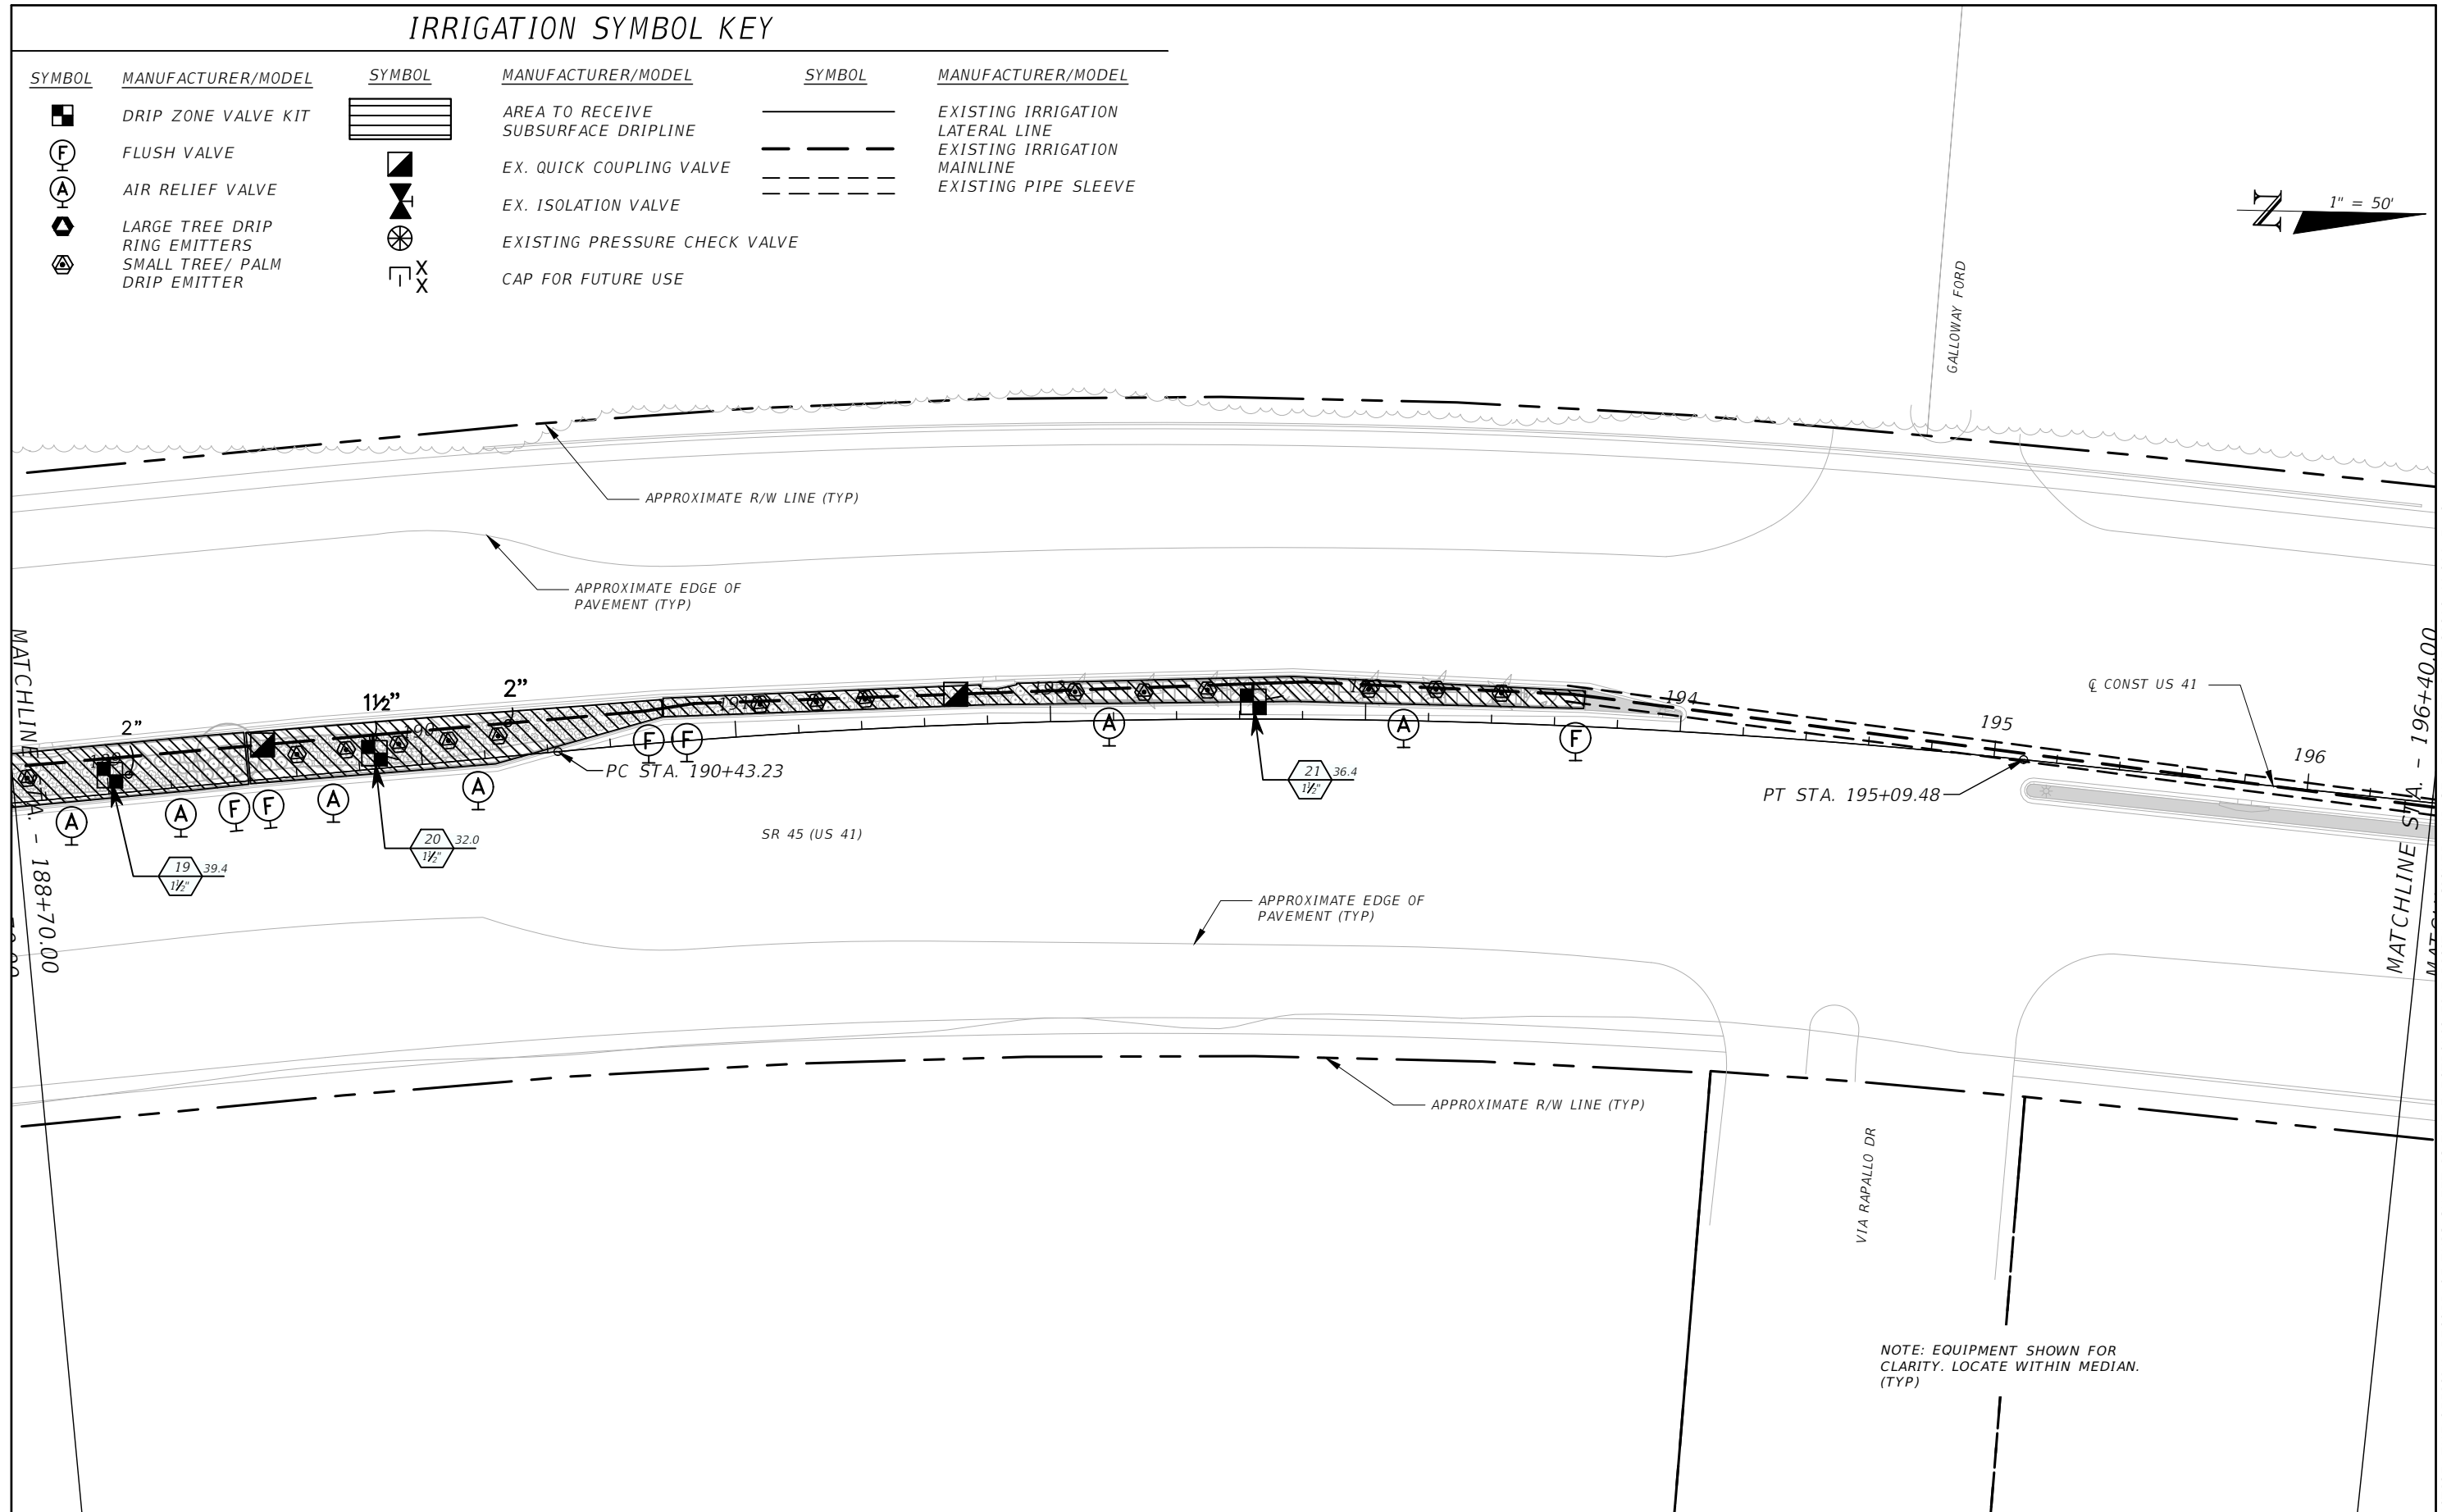 IRRIGATION SYMBOL KEY
SYMBOL
MANUFACTURER/MODEL
DRIP ZONE VALVE KIT
F
FLUSH VALVE
A
AIR RELIEF VALVE
LARGE TREE DRIP
RING EMITTERS
SMALL TREE/ PALM
DRIP EMITTER
SYMBOL
MANUFACTURER/MODEL
AREA TO RECEIVE
SUBSURFACE DRIPLINE
EX. QUICK COUPLING VALVE
EX. ISOLATION VALVE
EXISTING PRESSURE CHECK VALVE
X
X
CAP FOR FUTURE USE
SYMBOL
MANUFACTURER/MODEL
EXISTING IRRIGATION
LATERAL LINE
EXISTING IRRIGATION
MAINLINE
EXISTING PIPE SLEEVE
N
1" = 50'
GALLOWAY FORD
APPROXIMATE R/W LINE (TYP)
APPROXIMATE EDGE OF
PAVEMENT (TYP)
MATCHLINE STA. - 188+70.00
2"
1½"
2"
190
194
195
196
℄ CONST US 41
MATCHLINE STA. - 196+40.00
PC STA. 190+43.23
PT STA. 195+09.48
A
A
F
F
A
A
F
F
A
A
F
19
39.4
1½"
20
32.0
1½"
21
36.4
1½"
SR 45 (US 41)
APPROXIMATE EDGE OF
PAVEMENT (TYP)
APPROXIMATE R/W LINE (TYP)
VIA RAPALLO DR
NOTE: EQUIPMENT SHOWN FOR
CLARITY. LOCATE WITHIN MEDIAN.
(TYP)